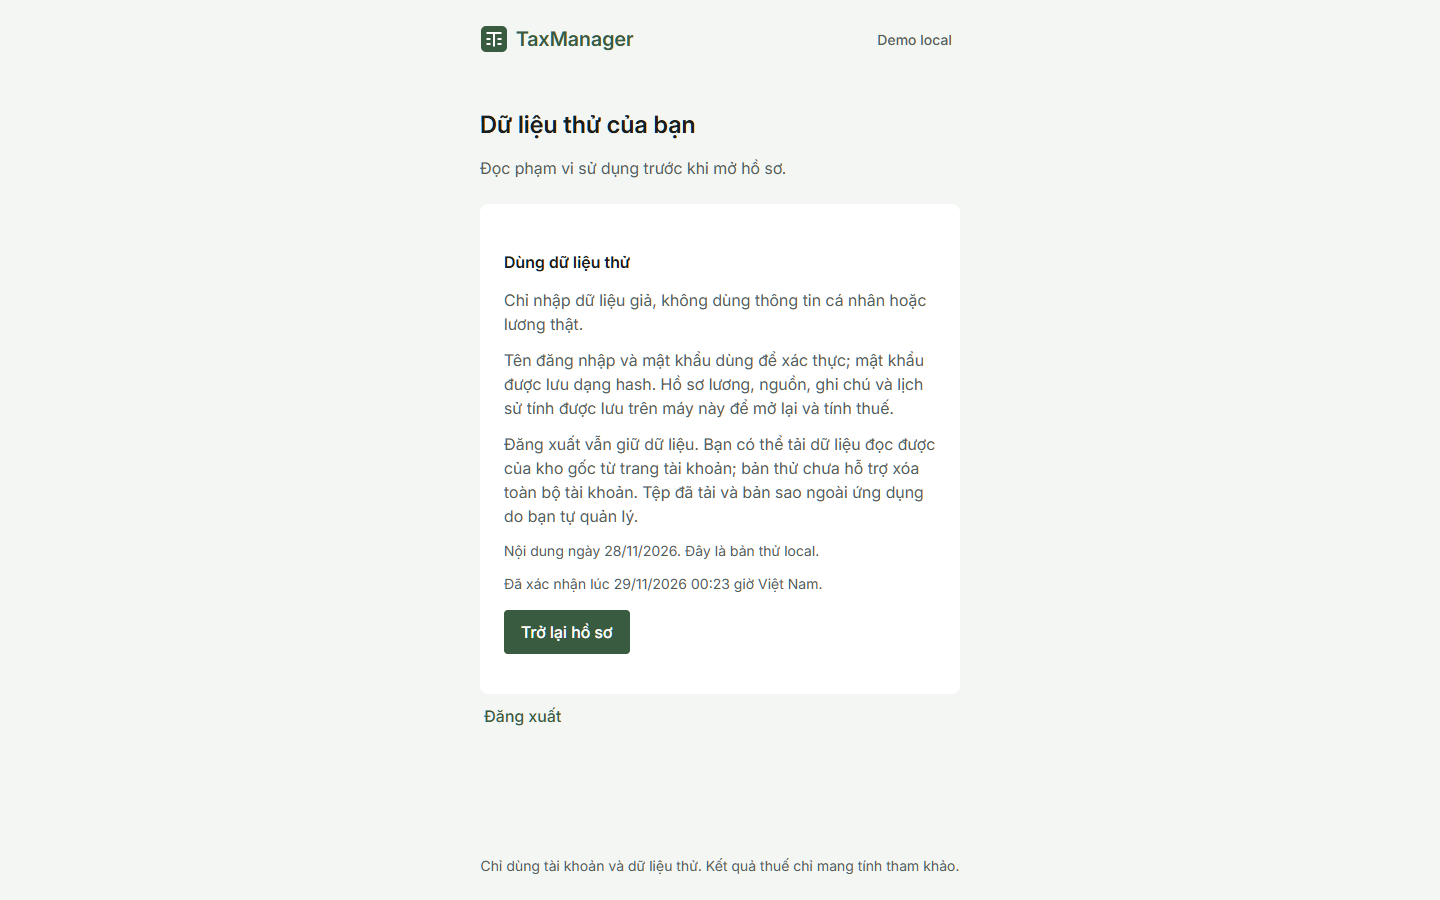 TaxManager
Demo local
Dữ liệu thử của bạn
Đọc phạm vi sử dụng trước khi mở hồ sơ.
Dùng dữ liệu thử
Chỉ nhập dữ liệu giả, không dùng thông tin cá nhân hoặc
lương thật.
Tên đăng nhập và mật khẩu dùng để xác thực; mật khẩu
được lưu dạng hash. Hồ sơ lương, nguồn, ghi chú và lịch
sử tính được lưu trên máy này để mở lại và tính thuế.
Đăng xuất vẫn giữ dữ liệu. Bạn có thể tải dữ liệu đọc được
của kho gốc từ trang tài khoản; bản thử chưa hỗ trợ xóa
toàn bộ tài khoản. Tệp đã tải và bản sao ngoài ứng dụng
do bạn tự quản lý.
Nội dung ngày 28/11/2026. Đây là bản thử local.
Đã xác nhận lúc 29/11/2026 00:23 giờ Việt Nam.
Trở lại hồ sơ
Đăng xuất
Chỉ dùng tài khoản và dữ liệu thử. Kết quả thuế chỉ mang tính tham khảo.